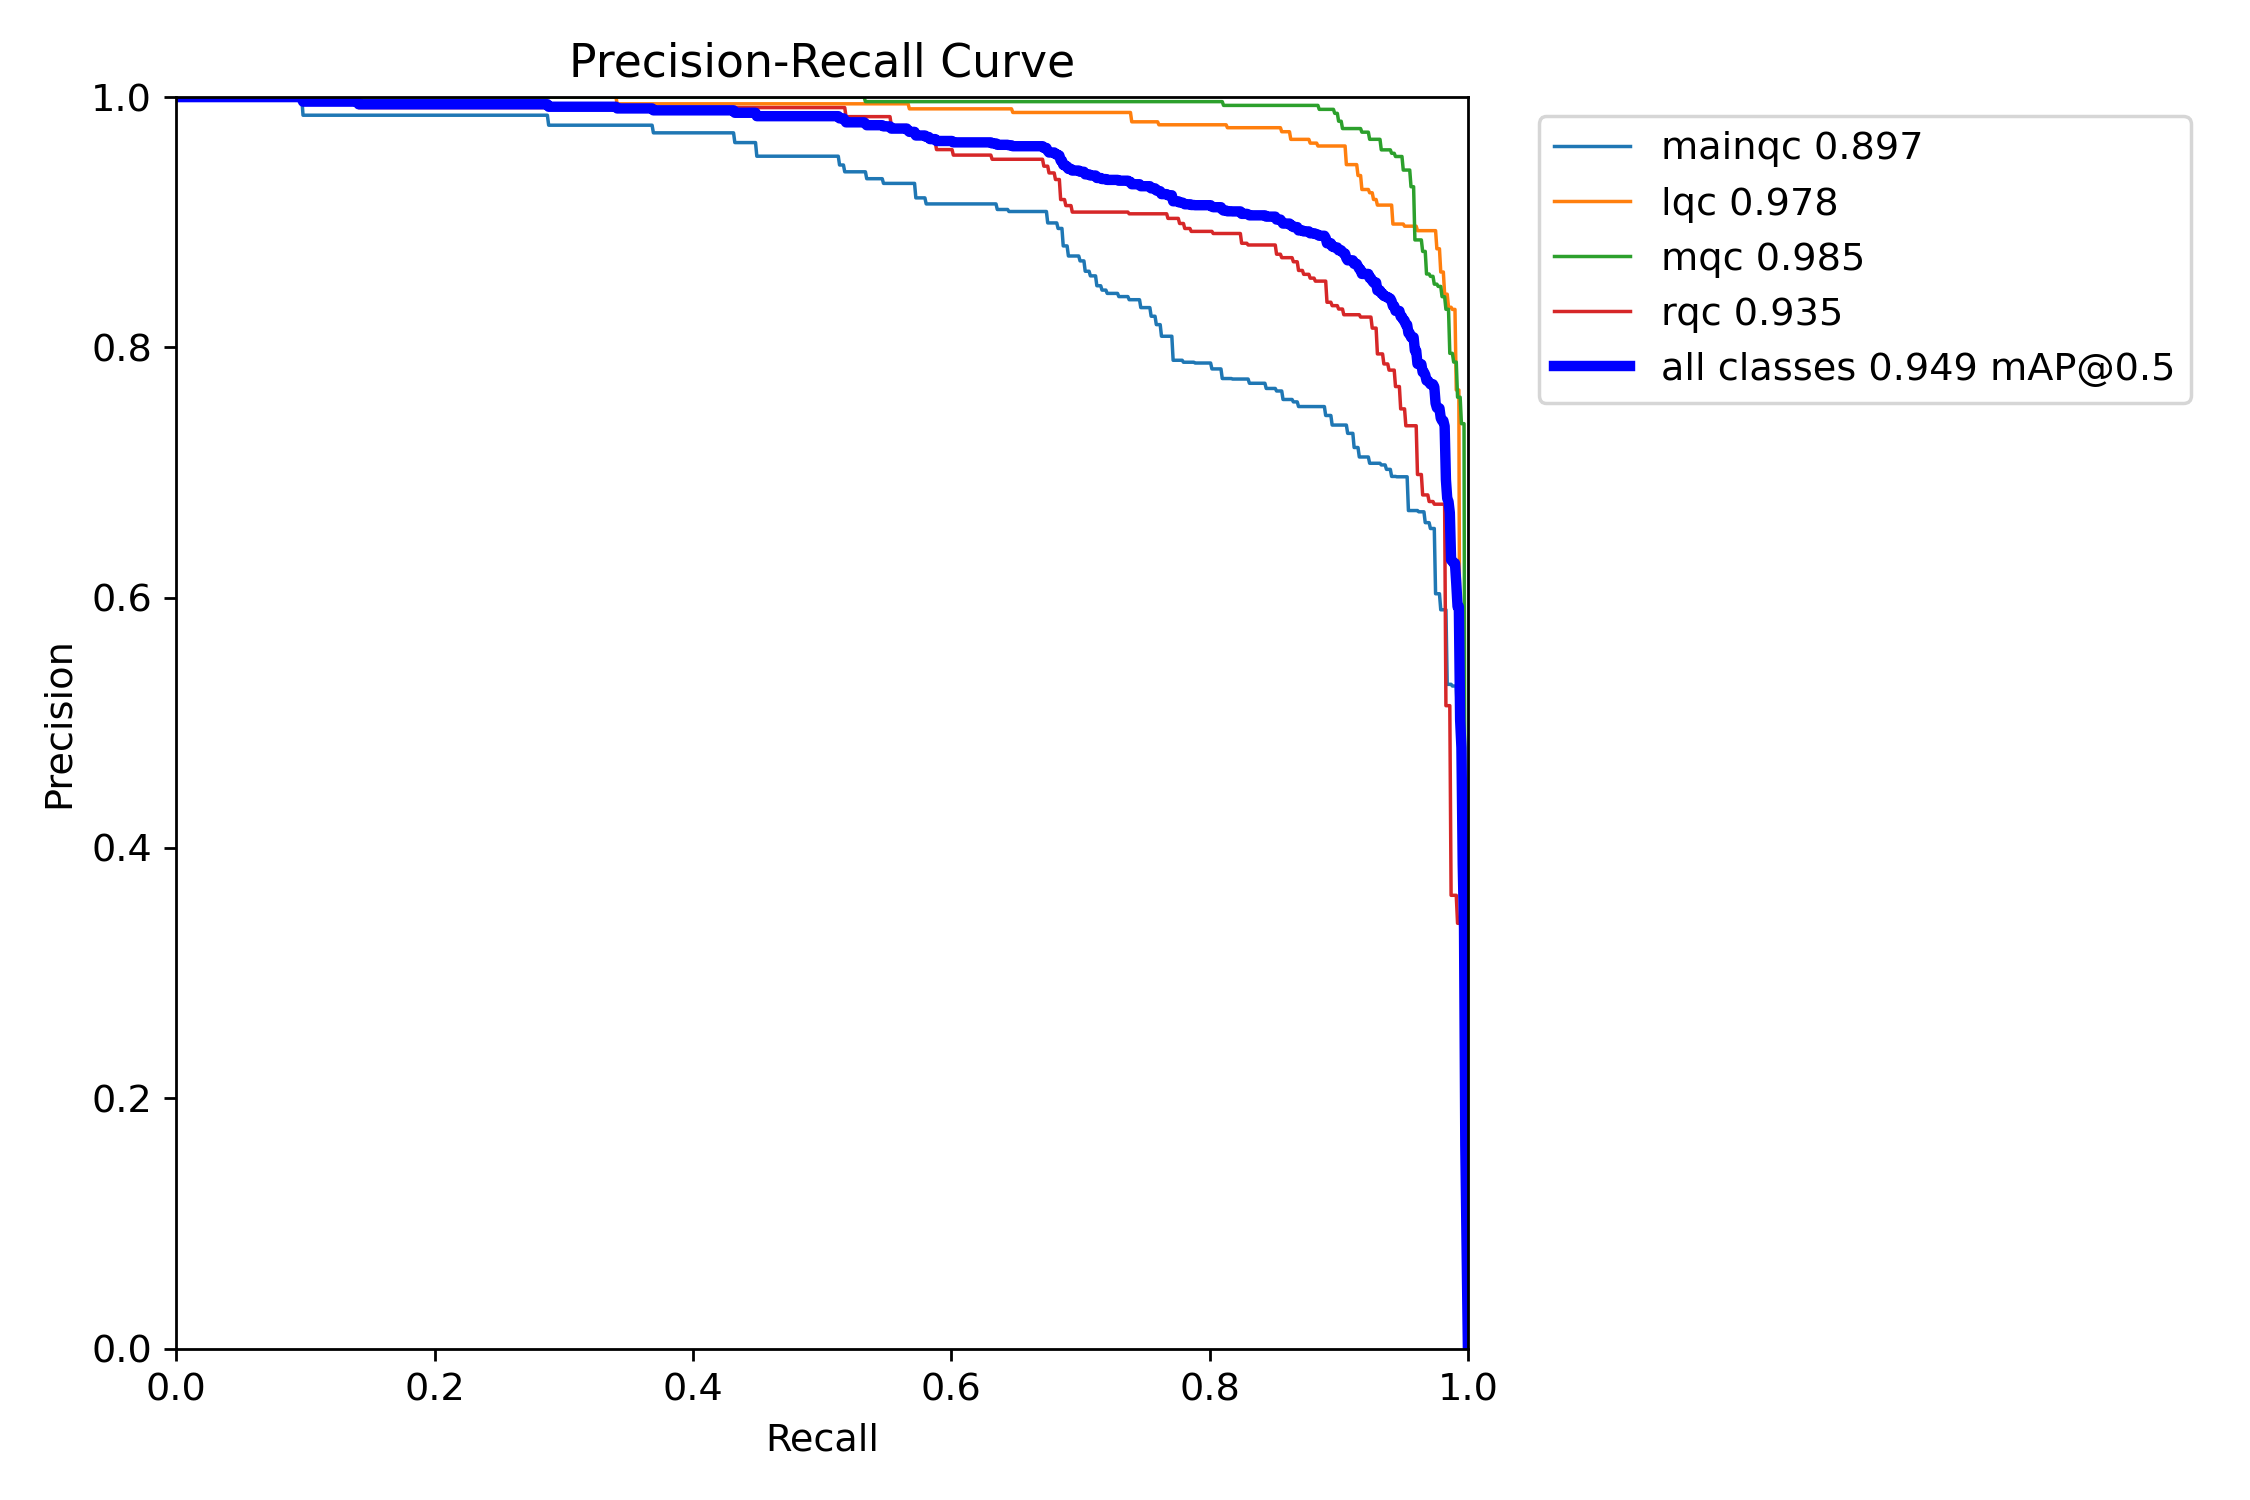 Precision-Recall Curve
1.0
0.8
0.6
0.4
0.2
0.0
Precision
0.0 0.2 0.4 0.6 0.8 1.0
Recall
mainqc 0.897
lqc 0.978
mqc 0.985
rqc 0.935
all classes 0.949 mAP@0.5